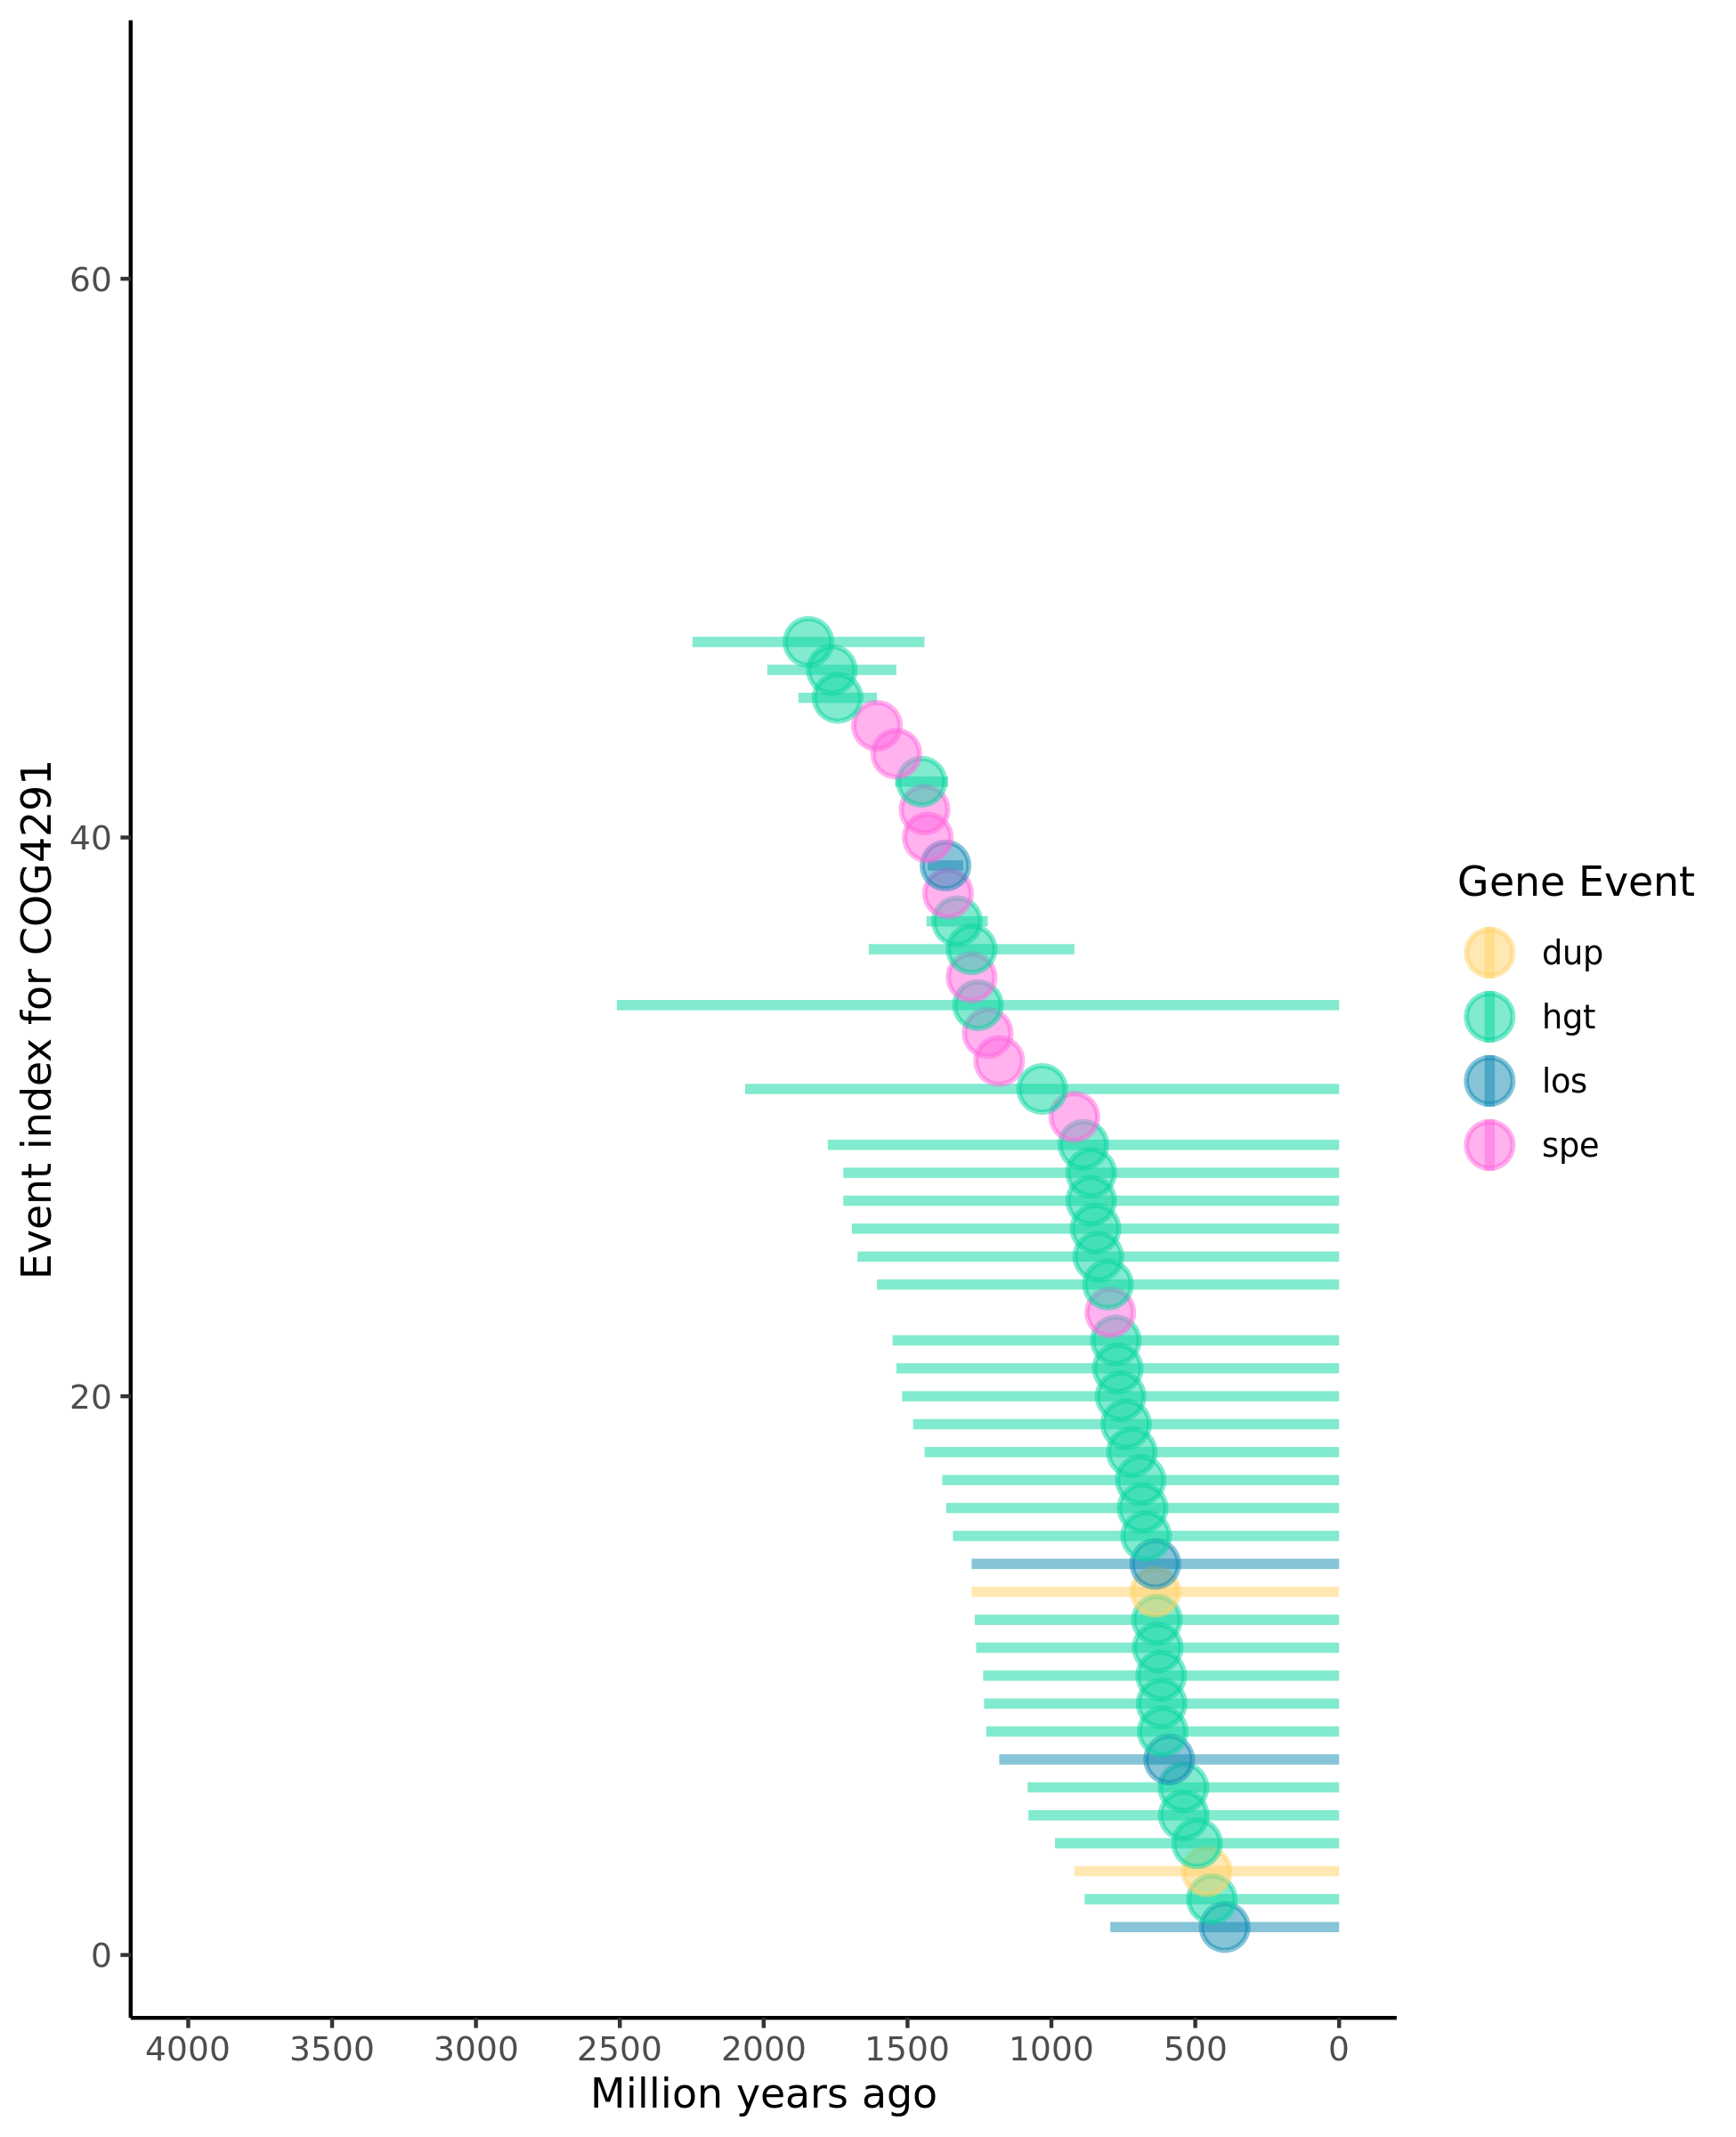 Event index for COG4291
60
40
20
0
4000 3500 3000 2500 2000 1500 1000 500 0
Million years ago
Gene Event
dup
hgt
los
spe